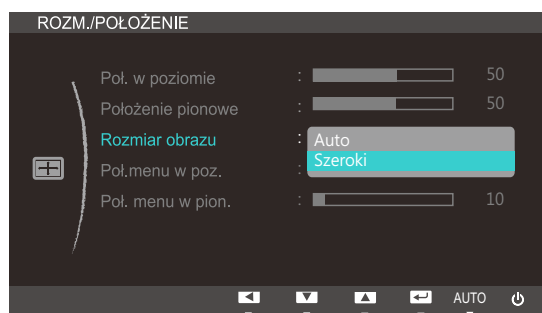 ROZM./POŁOŻENIE
Poł. w poziomie : 50
Położenie pionowe : 50
Rozmiar obrazu : Auto
Szeroki
Poł.menu w poz. :
Poł. menu w pion. : 10
AUTO